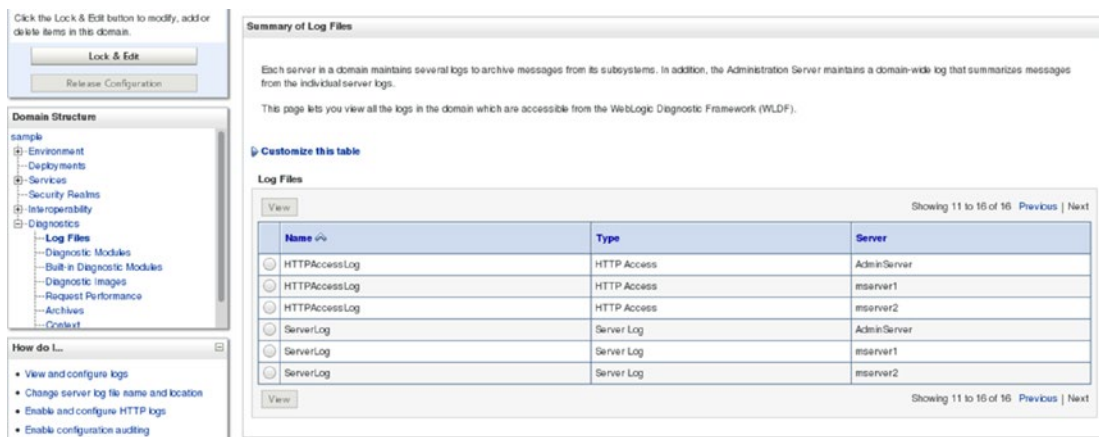 Click the Lock & Edit button to modify, add or
delete items in this domain.
Lock & Edit
Release Configuration
Domain Structure
sample
Environment
Deployments
Services
Security Realms
Interoperability
Diagnostics
Log Files
Diagnostic Modules
Built-in Diagnostic Modules
Diagnostic Images
Request Performance
Archives
Context
How do I...
View and configure logs
Change server log file name and location
Enable and configure HTTP logs
Enable configuration auditing
Summary of Log Files
Each server in a domain maintains several logs to archive messages from its subsystems. In addition, the Administration Server maintains a domain-wide log that summarizes messages
from the individual server logs.
This page lets you view all the logs in the domain which are accessible from the WebLogic Diagnostic Framework (WLDF).
Customize this table
Log Files
View Showing 11 to 16 of 16 Previous | Next
Name Type Server
HTTPAccessLog HTTP Access AdminServer
HTTPAccessLog HTTP Access mserver1
HTTPAccessLog HTTP Access mserver2
ServerLog Server Log AdminServer
ServerLog Server Log mserver1
ServerLog Server Log mserver2
View Showing 11 to 16 of 16 Previous | Next